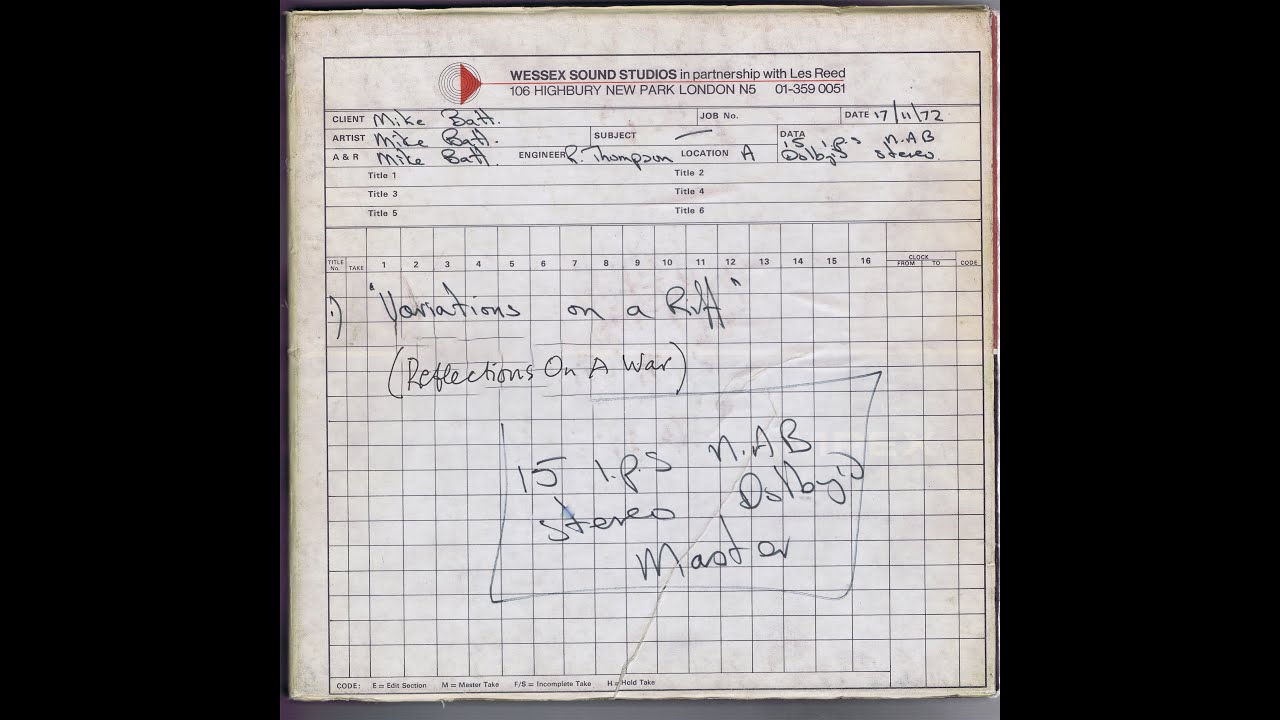 WESSEX SOUND STUDIOS in partnership with Les Reed
106 HIGHBURY NEW PARK LONDON N5 01-359 0051
CLIENT Mike Batt. JOB No. DATE 17/11/72
ARTIST Mike Batt. SUBJECT — DATA 15 i.p.s N.AB
A & R Mike Batt. ENGINEER R. Thompson LOCATION A Dolby'd Stereo.
Title 1 Title 2
Title 3 Title 4
Title 5 Title 6
TITLE No. TAKE 1 2 3 4 5 6 7 8 9 10 11 12 13 14 15 16 CLOCK FROM TO CODE
1) "Variations on a Riff"
(Reflections On A War)
15 I.p.s N.AB
Stereo Dolby'd
Master
CODE: E = Edit Section M = Master Take F/S = Incomplete Take H = Hold Take